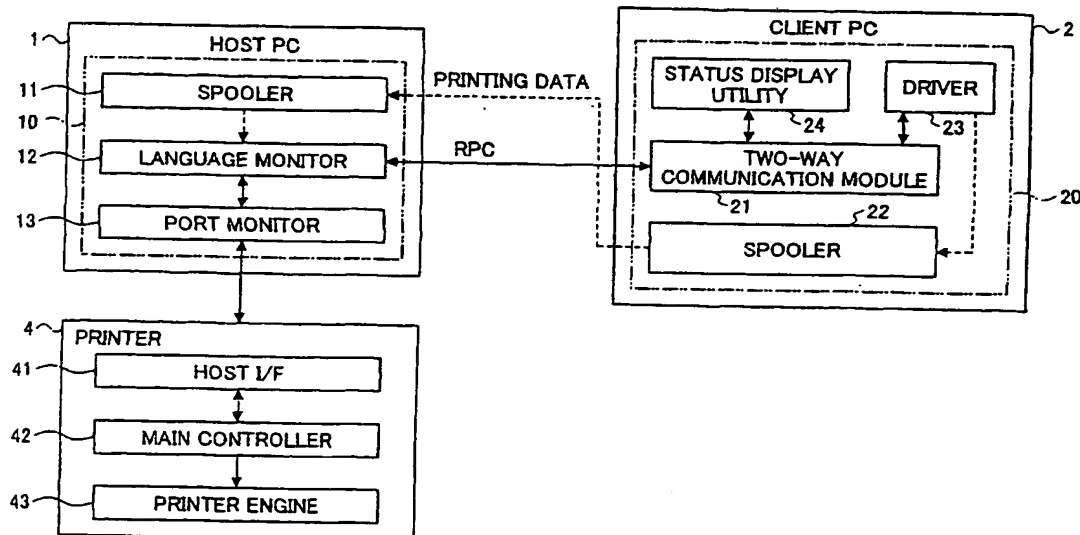 1
HOST PC
10
11
SPOOLER
12
LANGUAGE MONITOR
13
PORT MONITOR
PRINTING DATA
RPC
CLIENT PC
2
STATUS DISPLAY
UTILITY
24
DRIVER
23
TWO-WAY
COMMUNICATION MODULE
21
20
22
SPOOLER
4
PRINTER
41
HOST I/F
42
MAIN CONTROLLER
43
PRINTER ENGINE